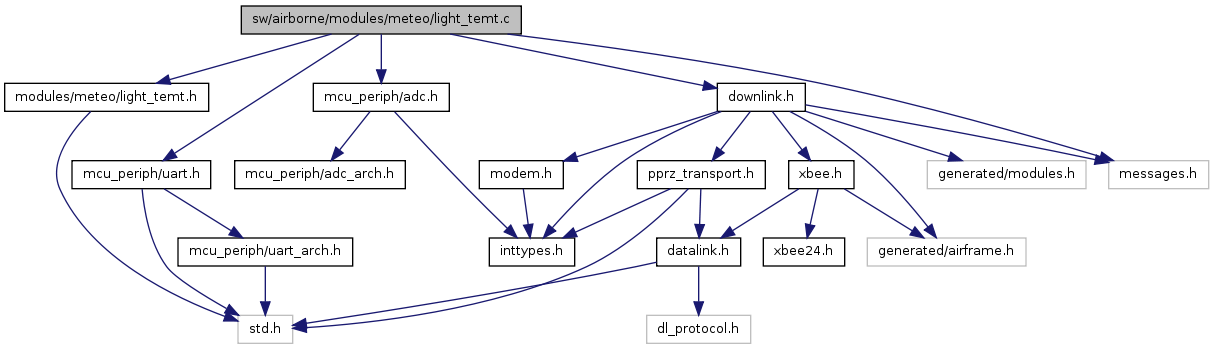 sw/airborne/modules/meteo/light_temt.c
modules/meteo/light_temt.h
mcu_periph/adc.h
downlink.h
mcu_periph/uart.h
mcu_periph/adc_arch.h
modem.h
pprz_transport.h
xbee.h
generated/modules.h
messages.h
mcu_periph/uart_arch.h
inttypes.h
datalink.h
xbee24.h
generated/airframe.h
std.h
dl_protocol.h